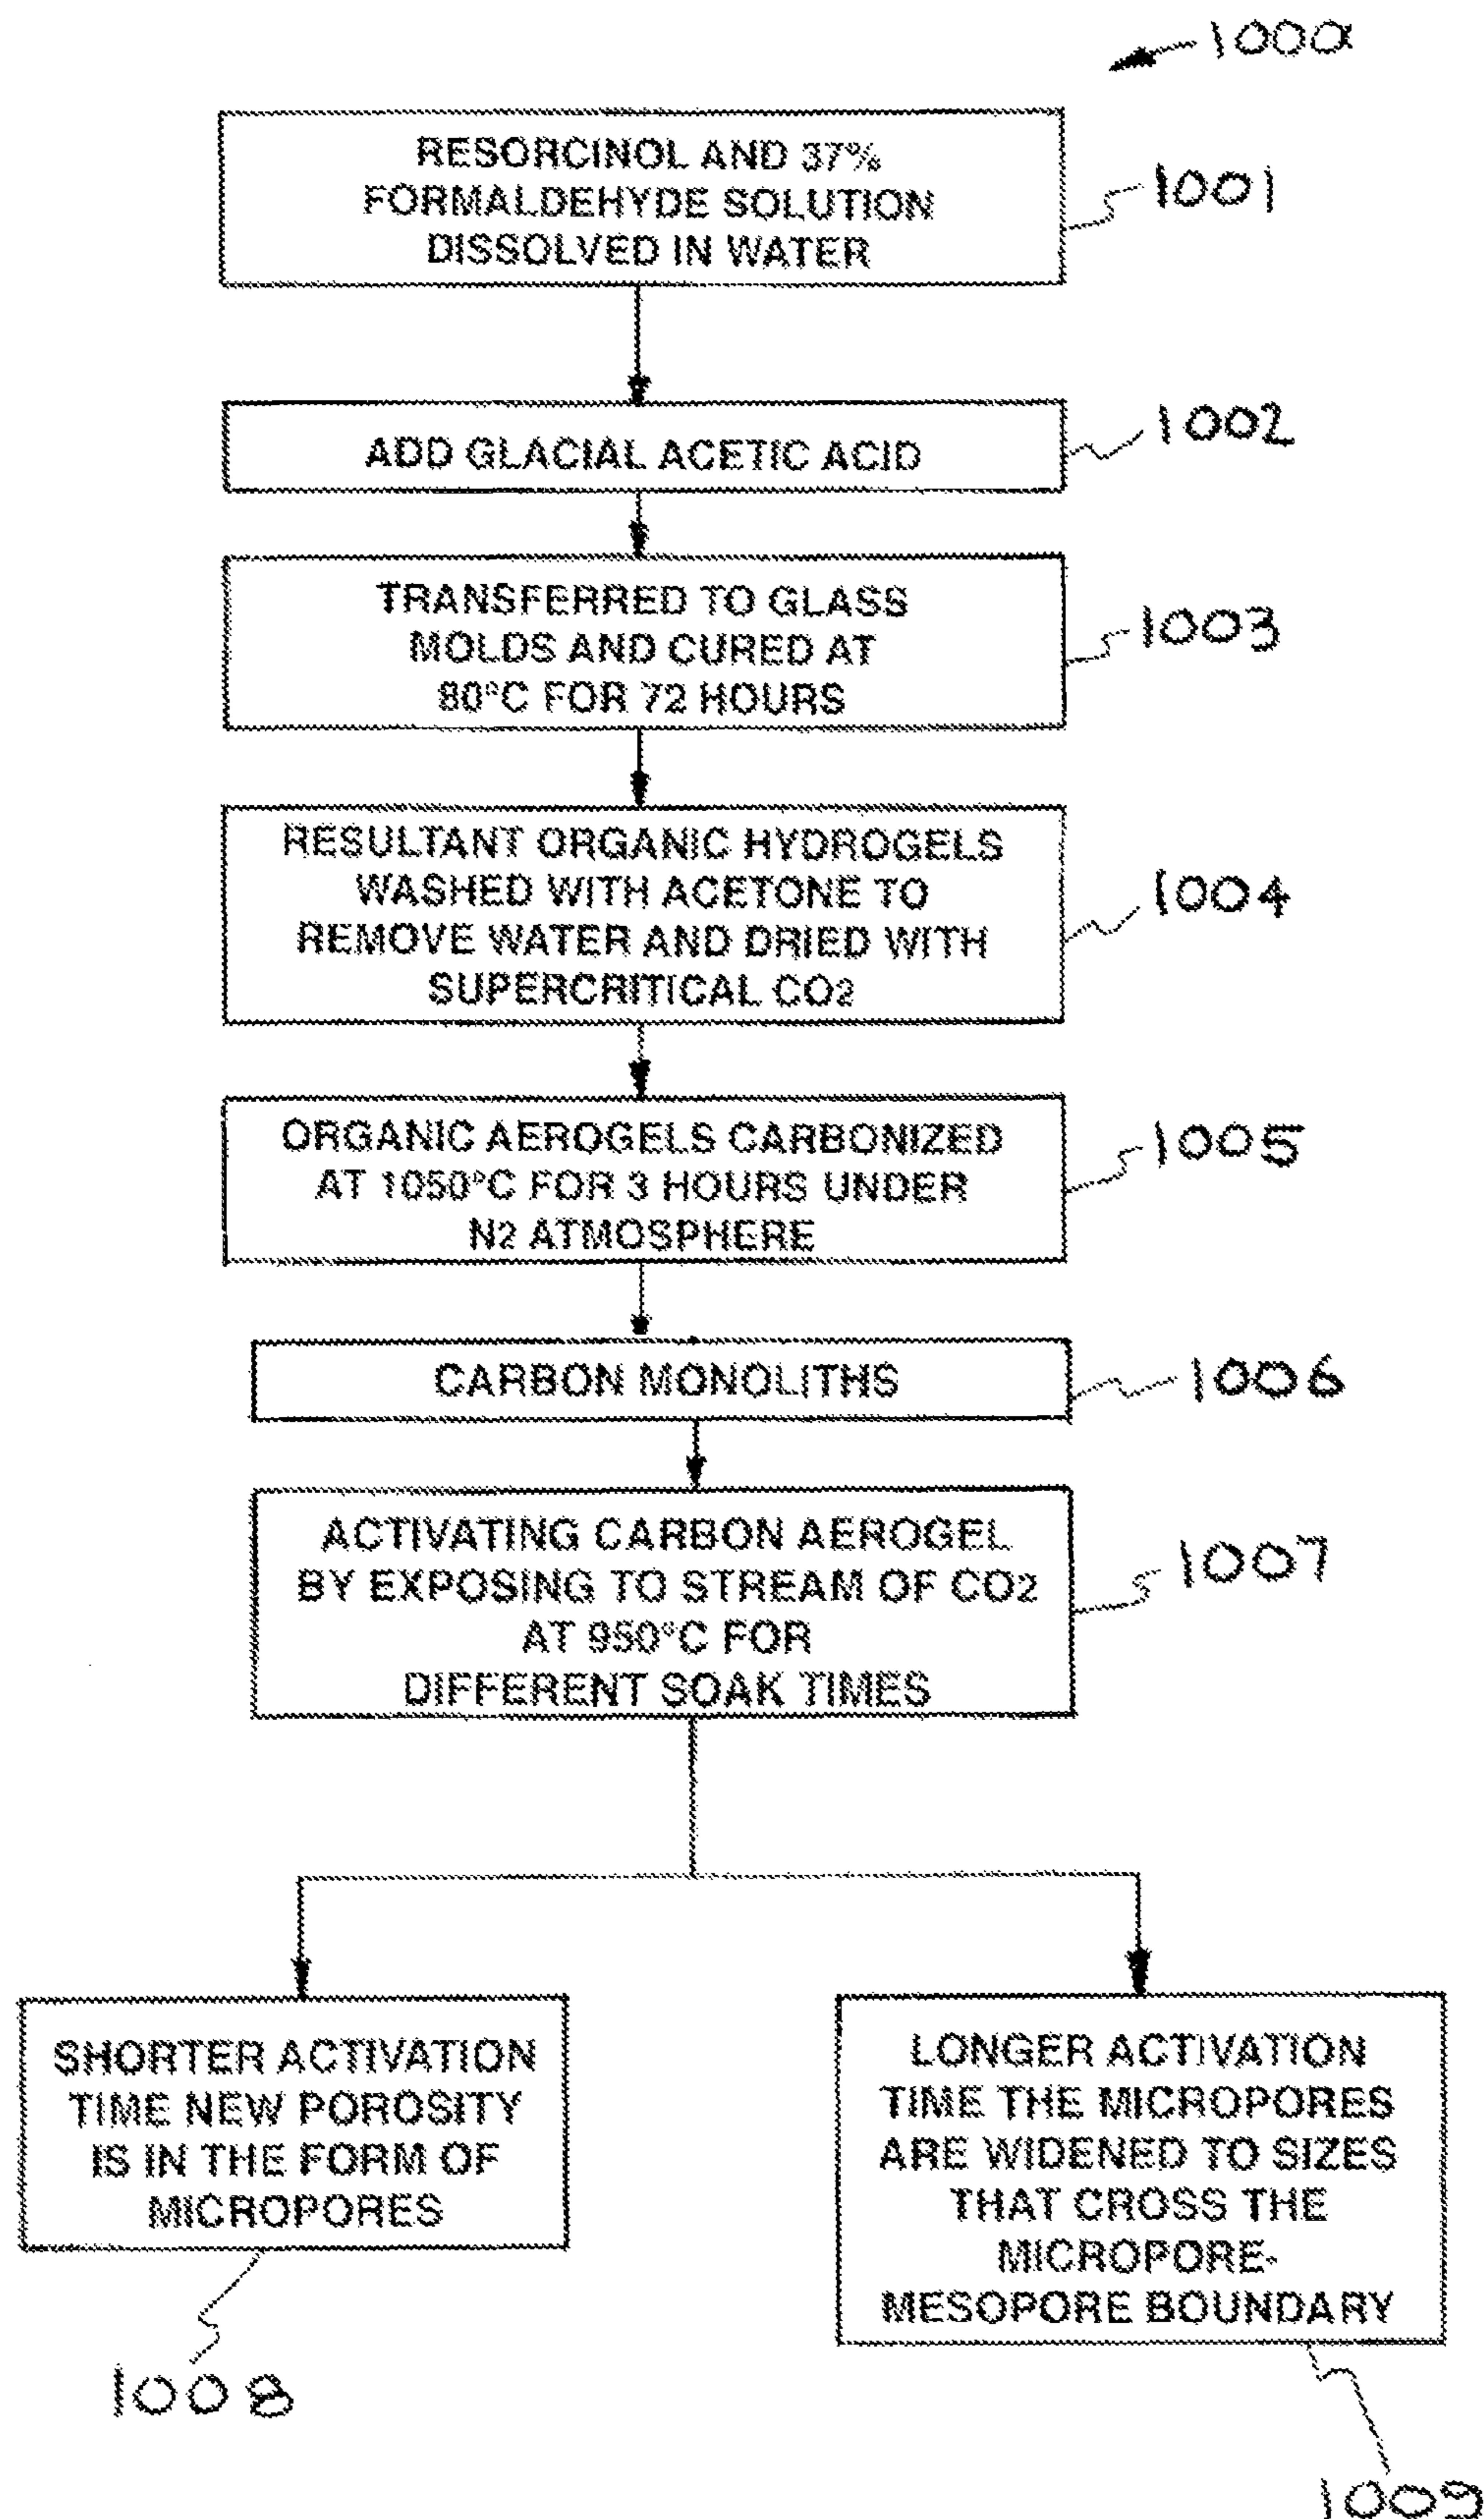 1000
RESORCINOL AND 37%
FORMALDEHYDE SOLUTION
DISSOLVED IN WATER
1001
ADD GLACIAL ACETIC ACID
1002
TRANSFERRED TO GLASS
MOLDS AND CURED AT
80°C FOR 72 HOURS
1003
RESULTANT ORGANIC HYDROGELS
WASHED WITH ACETONE TO
REMOVE WATER AND DRIED WITH
SUPERCRITICAL CO2
1004
ORGANIC AEROGELS CARBONIZED
AT 1050°C FOR 3 HOURS UNDER
N2 ATMOSPHERE
1005
CARBON MONOLITHS
1006
ACTIVATING CARBON AEROGEL
BY EXPOSING TO STREAM OF CO2
AT 950°C FOR
DIFFERENT SOAK TIMES
1007
SHORTER ACTIVATION
TIME NEW POROSITY
IS IN THE FORM OF
MICROPORES
1008
LONGER ACTIVATION
TIME THE MICROPORES
ARE WIDENED TO SIZES
THAT CROSS THE
MICROPORE-
MESOPORE BOUNDARY
1009